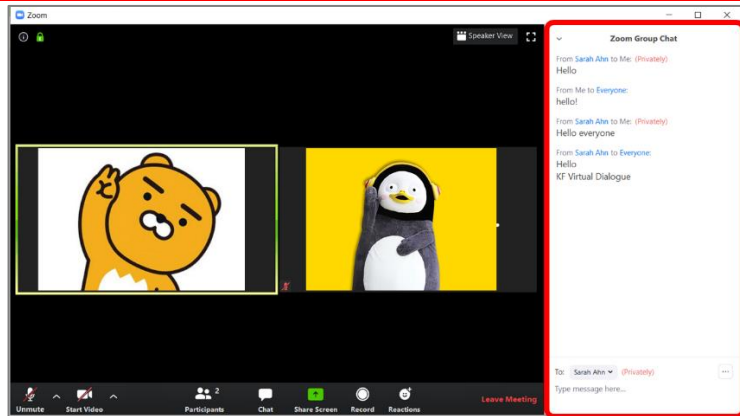 Zoom
Speaker View
Zoom Group Chat
From Sarah Ahn to Me: (Privately)
Hello
From Me to Everyone:
hello!
From Sarah Ahn to Me: (Privately)
Hello everyone
From Sarah Ahn to Everyone:
Hello
KF Virtual Dialogue
To: Sarah Ahn (Privately)
Type message here...
Unmute Start Video Participants 2 Chat Share Screen Record Reactions Leave Meeting